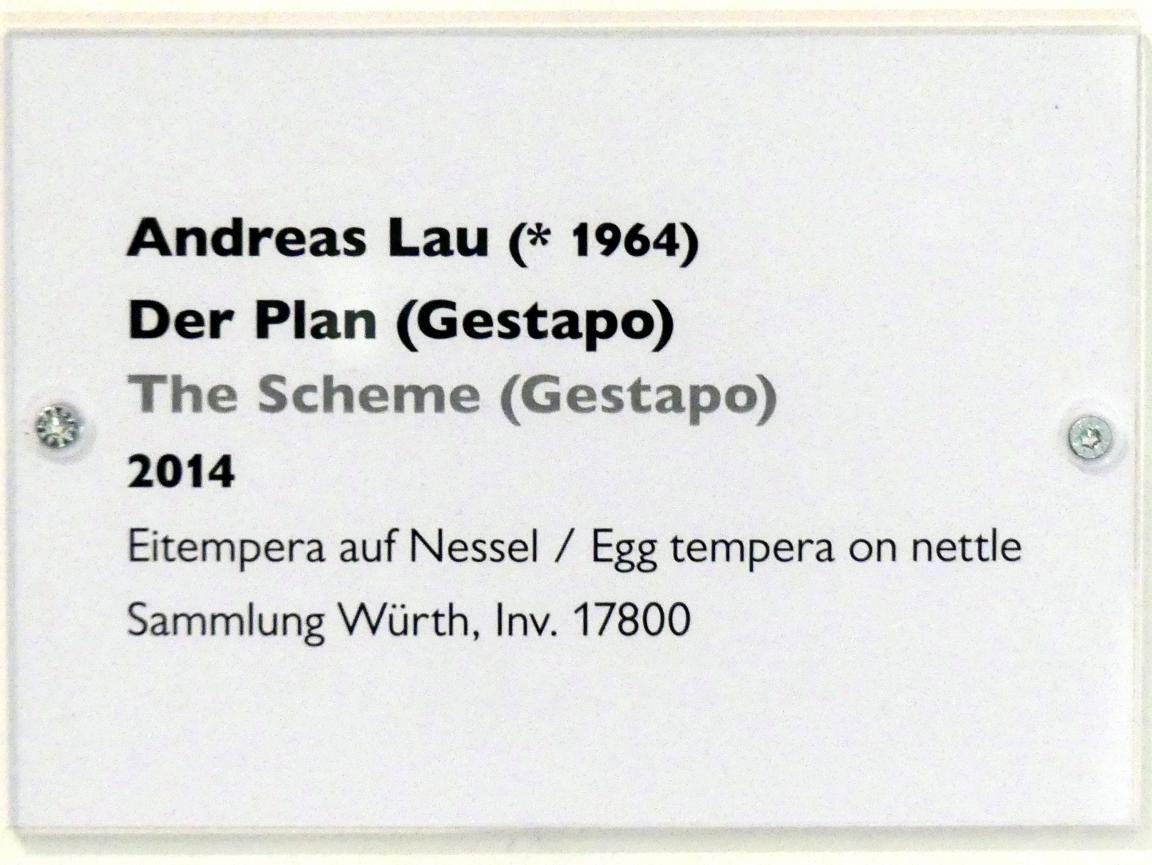 Andreas Lau (* 1964)
Der Plan (Gestapo)
The Scheme (Gestapo)
2014
Eitempera auf Nessel / Egg tempera on nettle
Sammlung Würth, Inv. 17800